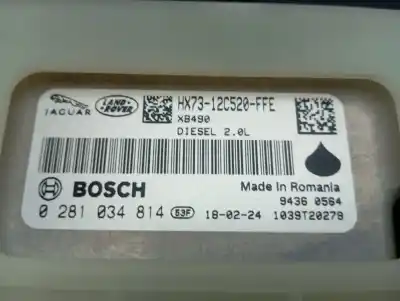 JAGUAR
LAND ROVER
HX73-12C520-FFE
X8490
DIESEL 2.0L
BOSCH
Made in Romania
9436 0564
0 281 034 814 53F 18-02-24 1039T20279